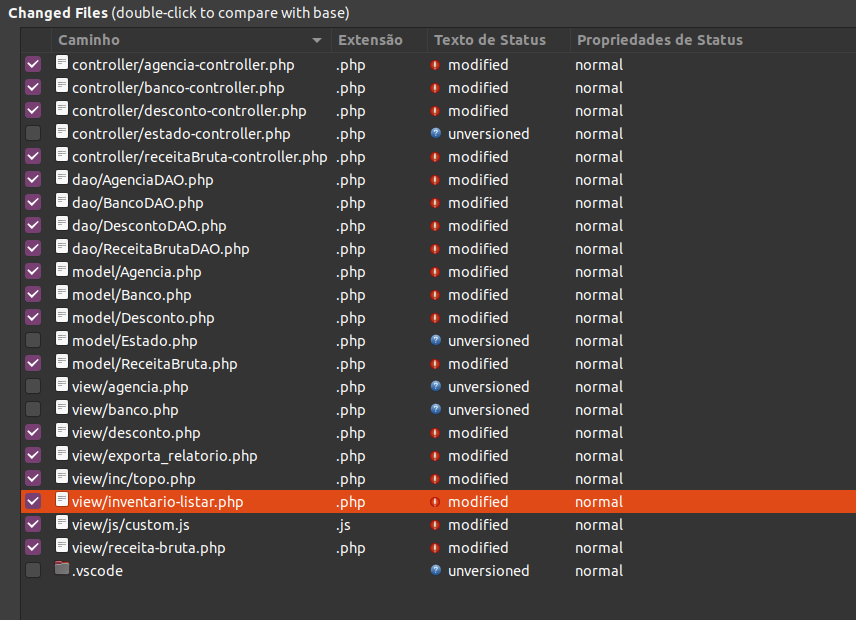 Changed Files (double-click to compare with base)
Caminho Extensão Texto de Status Propriedades de Status
controller/agencia-controller.php .php modified normal
controller/banco-controller.php .php modified normal
controller/desconto-controller.php .php modified normal
controller/estado-controller.php .php unversioned normal
controller/receitaBruta-controller.php .php modified normal
dao/AgenciaDAO.php .php modified normal
dao/BancoDAO.php .php modified normal
dao/DescontoDAO.php .php modified normal
dao/ReceitaBrutaDAO.php .php modified normal
model/Agencia.php .php modified normal
model/Banco.php .php modified normal
model/Desconto.php .php modified normal
model/Estado.php .php unversioned normal
model/ReceitaBruta.php .php modified normal
view/agencia.php .php unversioned normal
view/banco.php .php unversioned normal
view/desconto.php .php modified normal
view/exporta_relatorio.php .php modified normal
view/inc/topo.php .php modified normal
view/inventario-listar.php .php modified normal
view/js/custom.js .js modified normal
view/receita-bruta.php .php modified normal
.vscode unversioned normal